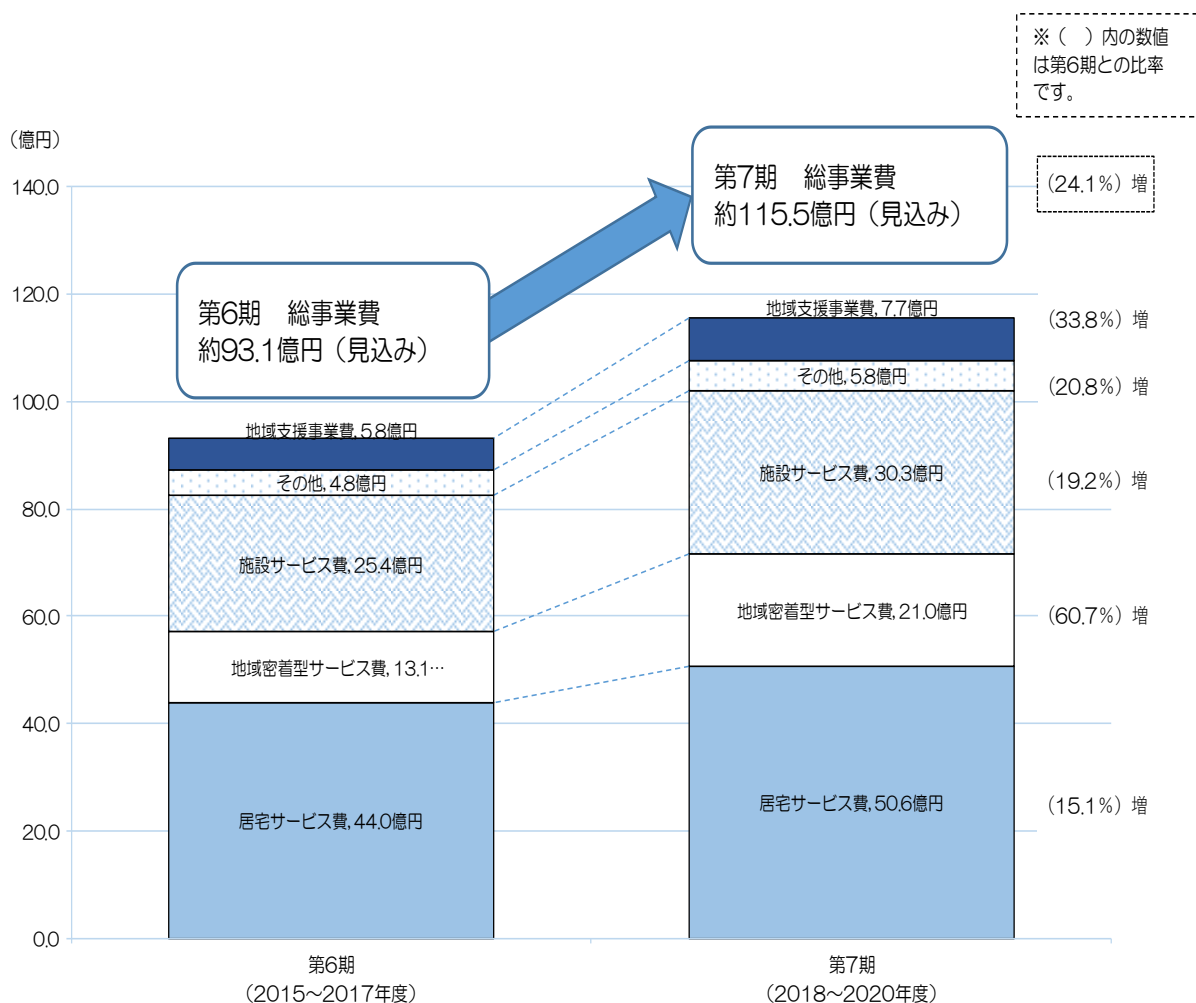 ※（　）内の数値
は第6期との比率
です。
（億円）
140.0
120.0
100.0
80.0
60.0
40.0
20.0
0.0
第6期　総事業費
約93.1億円（見込み）
第7期　総事業費
約115.5億円（見込み）
（24.1％）増
地域支援事業費, 5.8億円
その他, 4.8億円
施設サービス費, 25.4億円
地域密着型サービス費, 13.1…
居宅サービス費, 44.0億円
地域支援事業費, 7.7億円
その他, 5.8億円
施設サービス費, 30.3億円
地域密着型サービス費, 21.0億円
居宅サービス費, 50.6億円
（33.8％）増
（20.8％）増
（19.2％）増
（60.7％）増
（15.1％）増
第6期
（2015～2017年度）
第7期
（2018～2020年度）